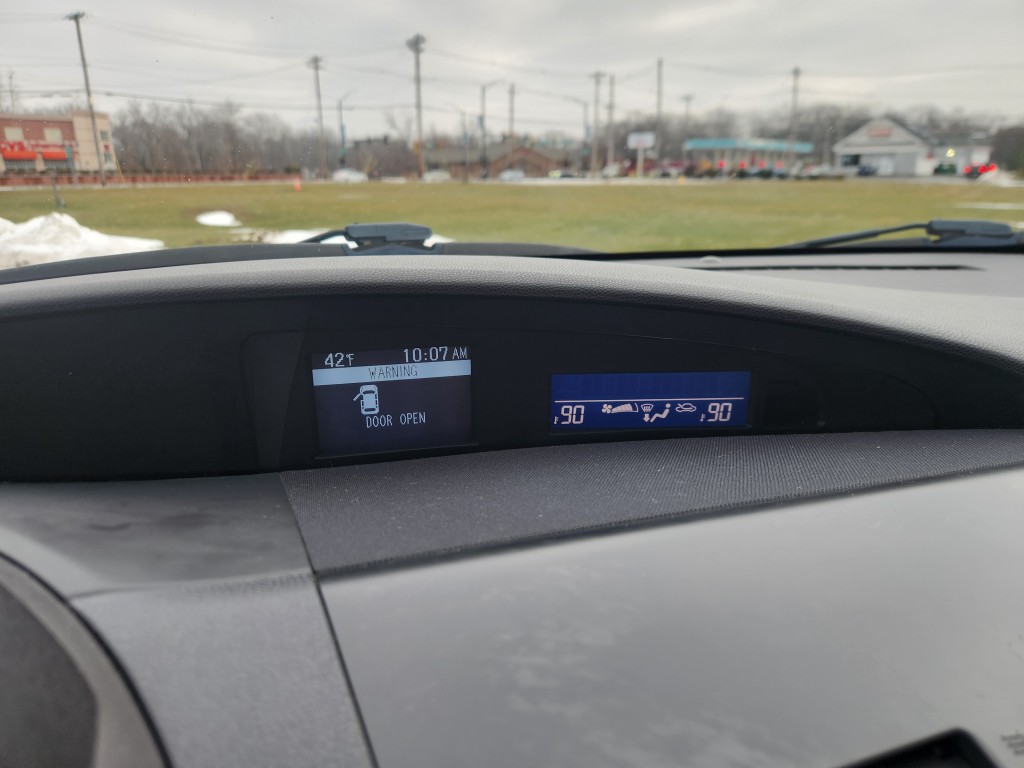 42°F 10:07 AM
WARNING
DOOR OPEN
90 90